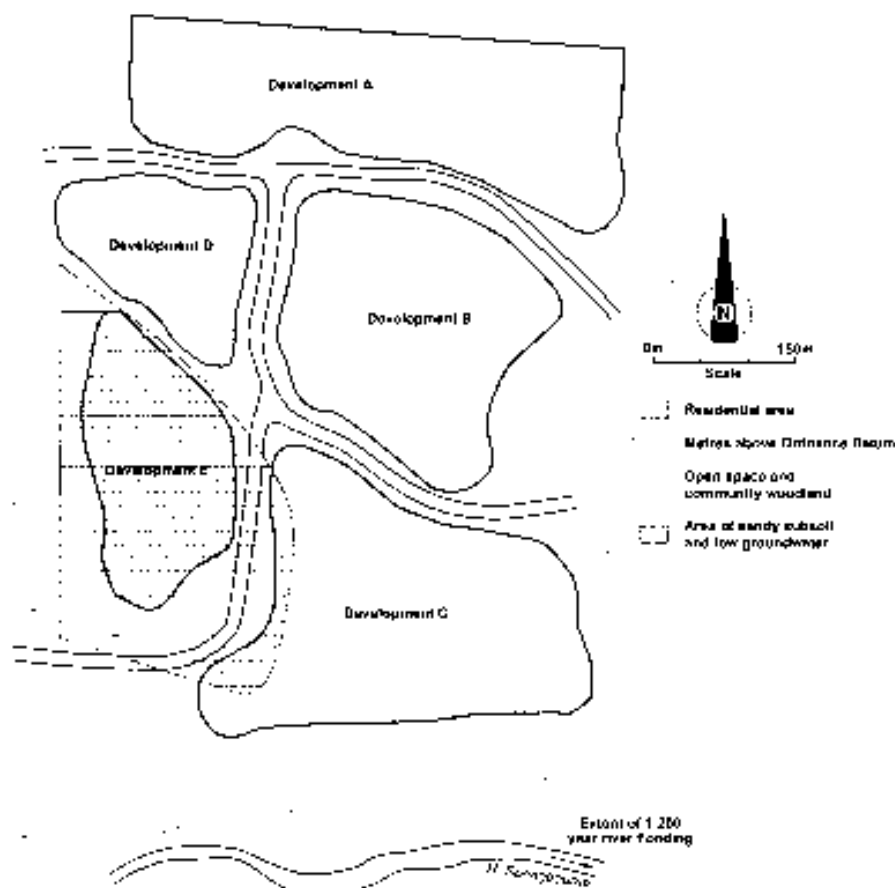 Development A
Development D
Development B
N
0m 150m
Scale
Residential area
Metres above Ordnance Datum
Development E
Open space and
community woodland
Area of sandy subsoil
and low groundwater
Development C
Extent of 1:200
year river flooding